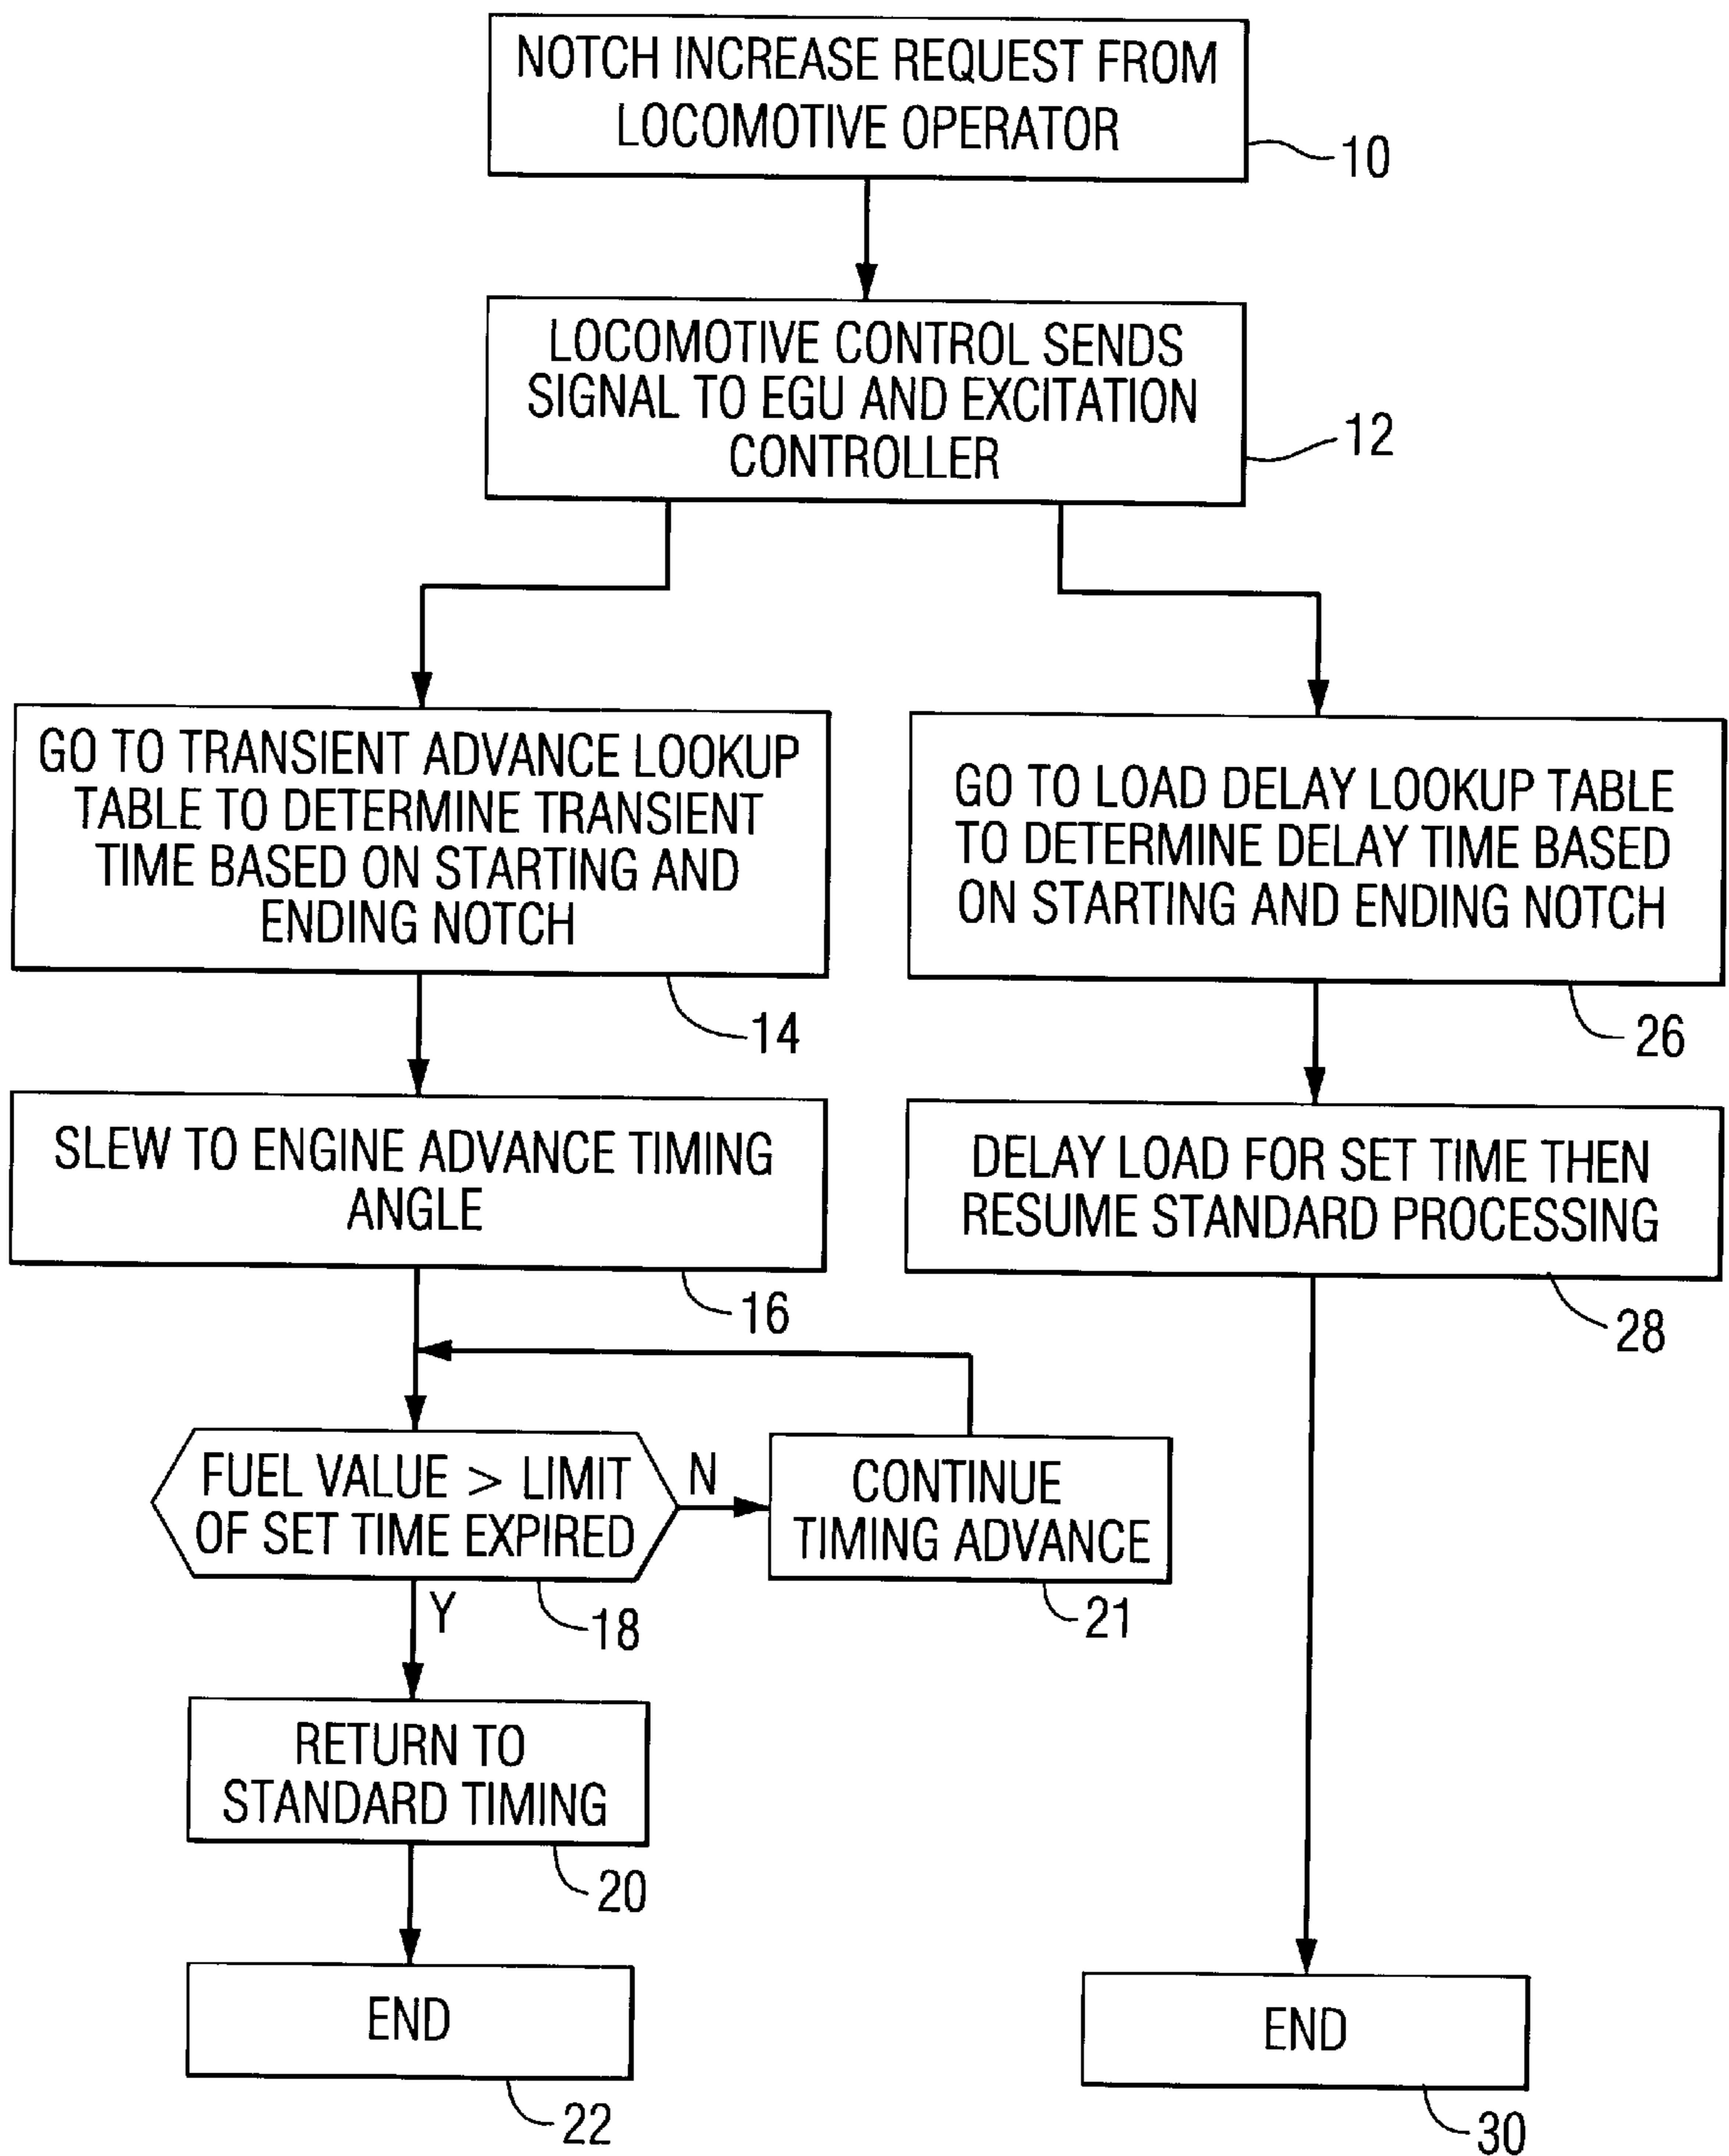 NOTCH INCREASE REQUEST FROM
LOCOMOTIVE OPERATOR
10
LOCOMOTIVE CONTROL SENDS
SIGNAL TO EGU AND EXCITATION
CONTROLLER
12
GO TO TRANSIENT ADVANCE LOOKUP
TABLE TO DETERMINE TRANSIENT
TIME BASED ON STARTING AND
ENDING NOTCH
14
GO TO LOAD DELAY LOOKUP TABLE
TO DETERMINE DELAY TIME BASED
ON STARTING AND ENDING NOTCH
26
SLEW TO ENGINE ADVANCE TIMING
ANGLE
16
DELAY LOAD FOR SET TIME THEN
RESUME STANDARD PROCESSING
28
FUEL VALUE > LIMIT
OF SET TIME EXPIRED
18
N
CONTINUE
TIMING ADVANCE
21
Y
RETURN TO
STANDARD TIMING
20
END
22
END
30